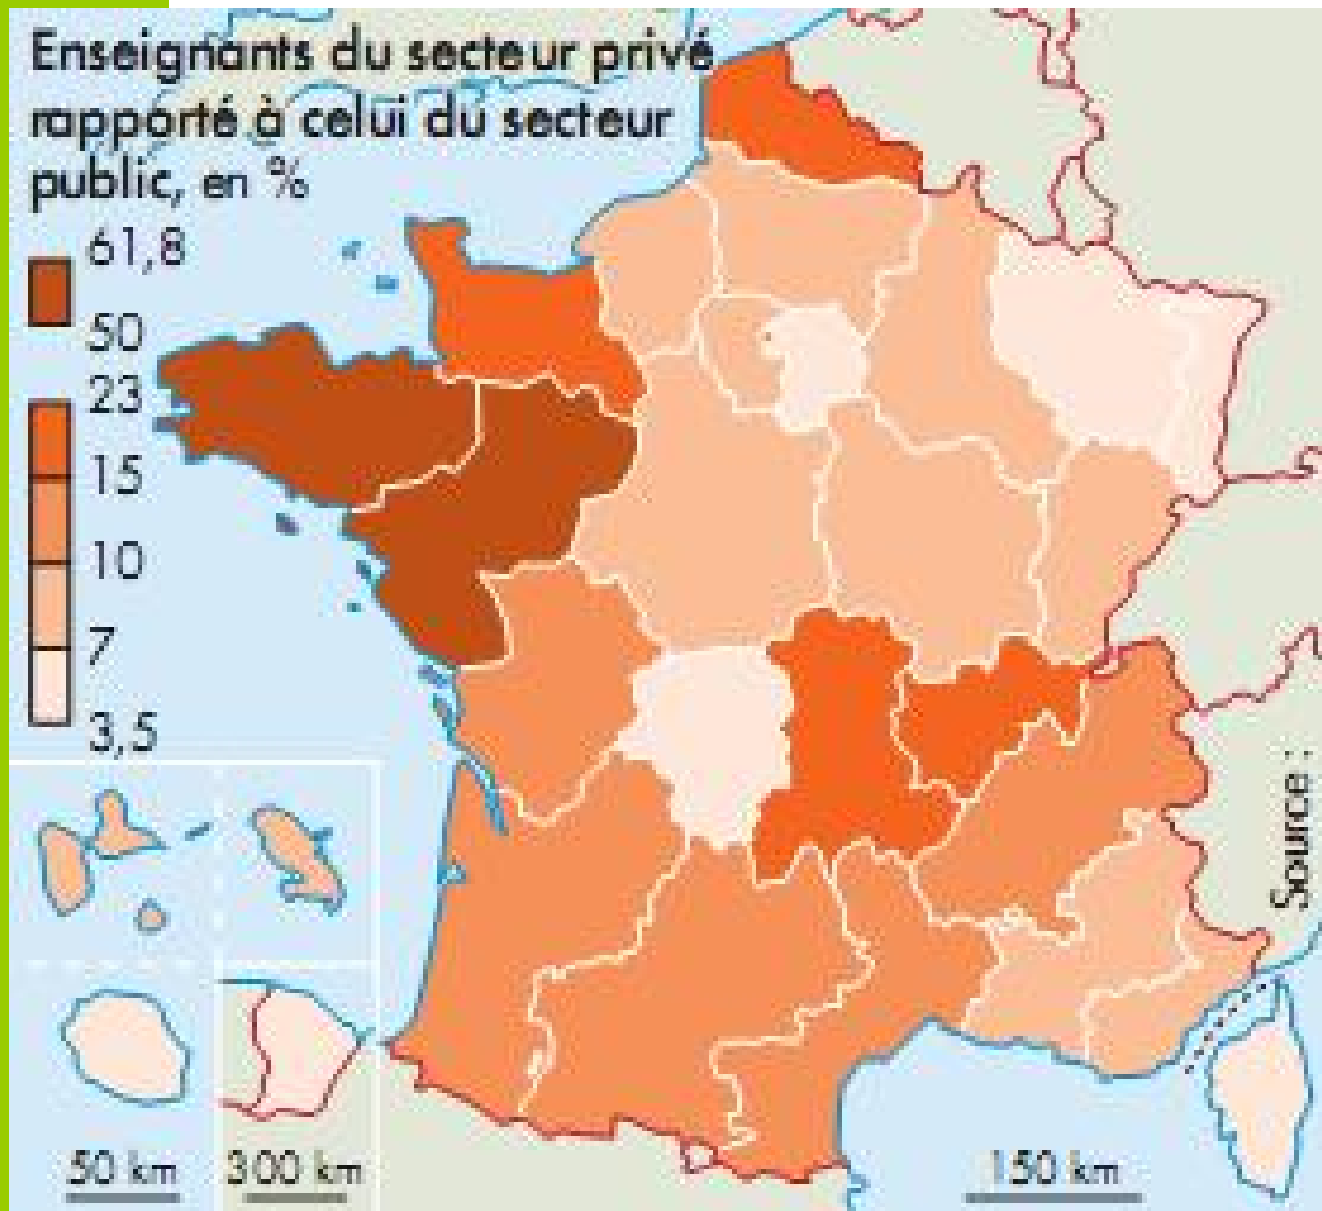 Enseignants du secteur privé
rapporté à celui du secteur
public, en %
61,8
50
23
15
10
7
3,5
50 km
300 km
150 km
Source :